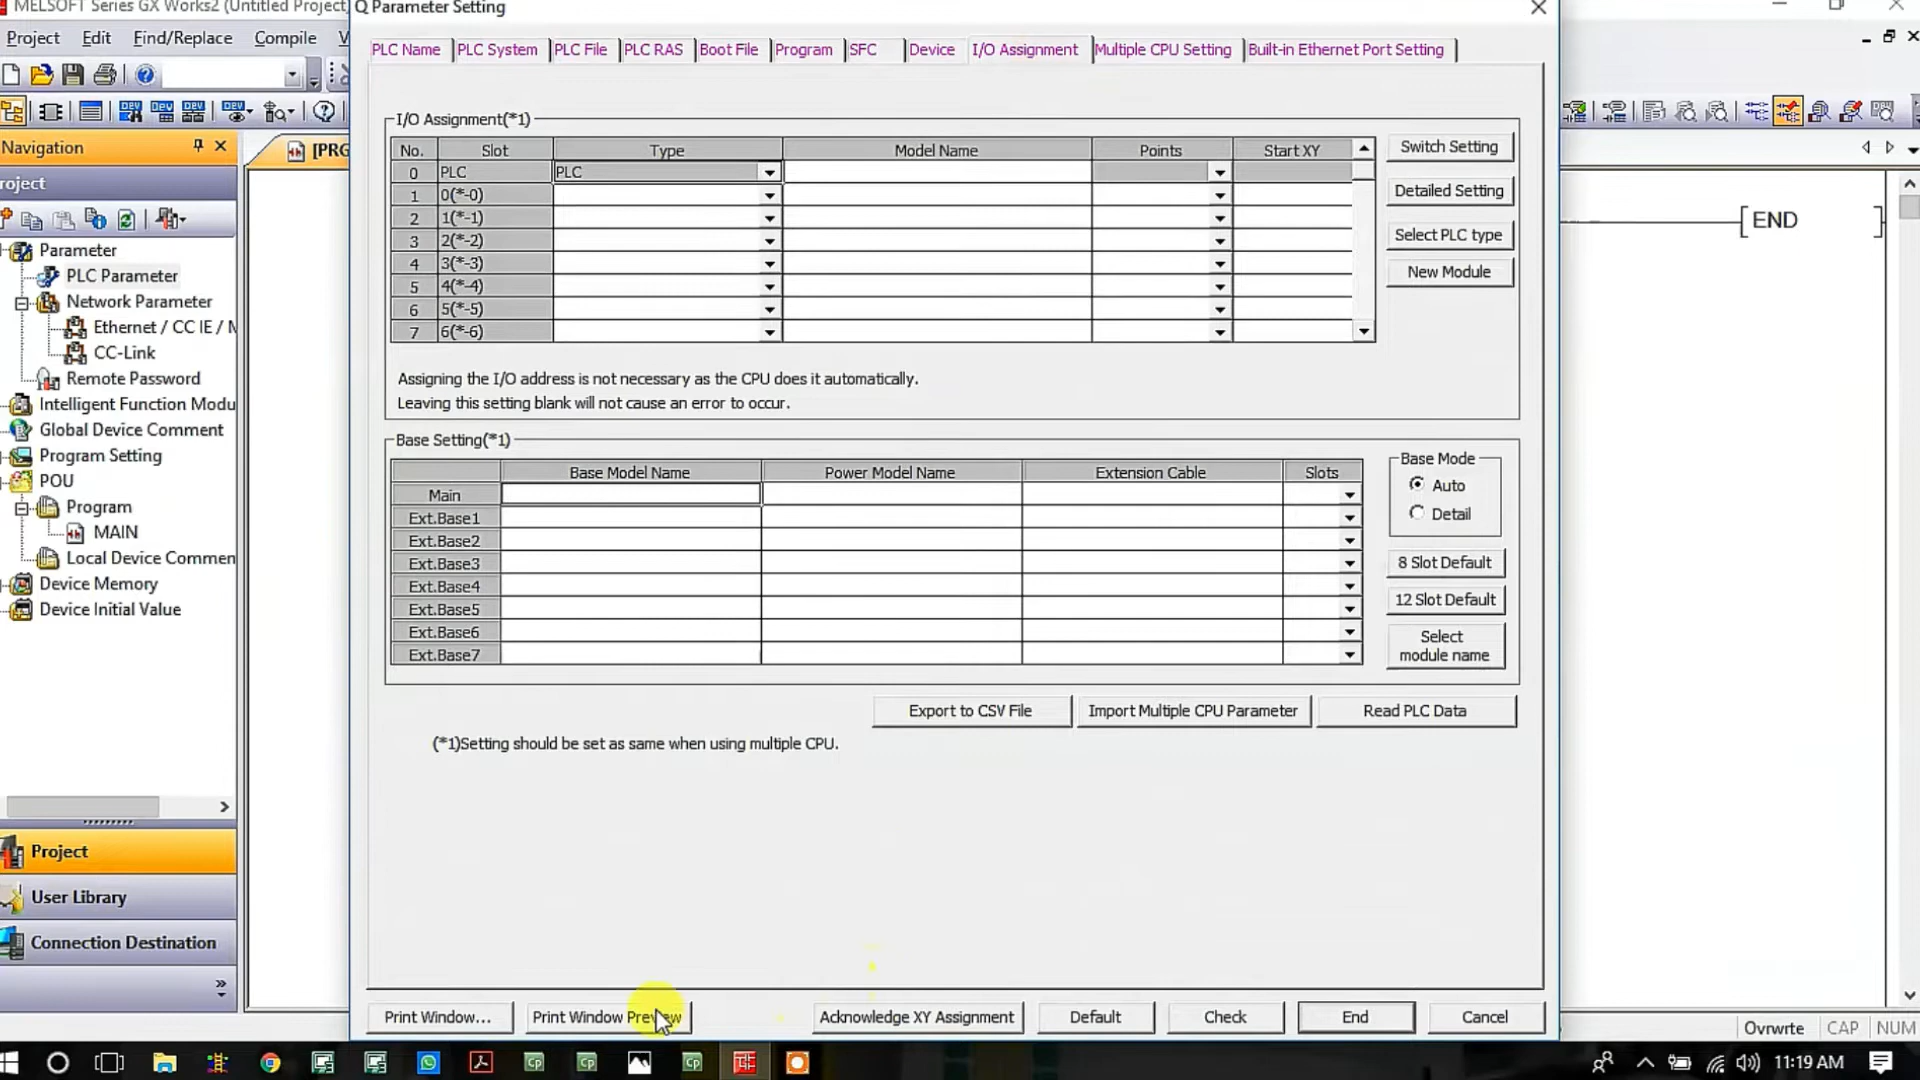 MELSOFT Series GX Works2 (Untitled Project)
Q Parameter Setting
Project Edit Find/Replace Compile
PLC Name PLC System PLC File PLC RAS Boot File Program SFC Device I/O Assignment Multiple CPU Setting Built-in Ethernet Port Setting
Navigation
[PRG
roject
I/O Assignment(*1)
No. Slot Type Model Name Points Start XY
0 PLC PLC
1 0(*-0)
2 1(*-1)
3 2(*-2)
4 3(*-3)
5 4(*-4)
6 5(*-5)
7 6(*-6)
Switch Setting
Detailed Setting
Select PLC type
New Module
END
Assigning the I/O address is not necessary as the CPU does it automatically.
Leaving this setting blank will not cause an error to occur.
Parameter
PLC Parameter
Network Parameter
Ethernet / CC IE / M
CC-Link
Remote Password
Intelligent Function Modu
Global Device Comment
Program Setting
POU
Program
MAIN
Local Device Commen
Device Memory
Device Initial Value
Base Setting(*1)
Base Model Name Power Model Name Extension Cable Slots
Main
Ext.Base1
Ext.Base2
Ext.Base3
Ext.Base4
Ext.Base5
Ext.Base6
Ext.Base7
Base Mode
Auto
Detail
8 Slot Default
12 Slot Default
Select
module name
Export to CSV File Import Multiple CPU Parameter Read PLC Data
(*1)Setting should be set as same when using multiple CPU.
Project
User Library
Connection Destination
Print Window... Print Window Preview Acknowledge XY Assignment Default Check End Cancel
Ovrwrte CAP NUM
11:19 AM